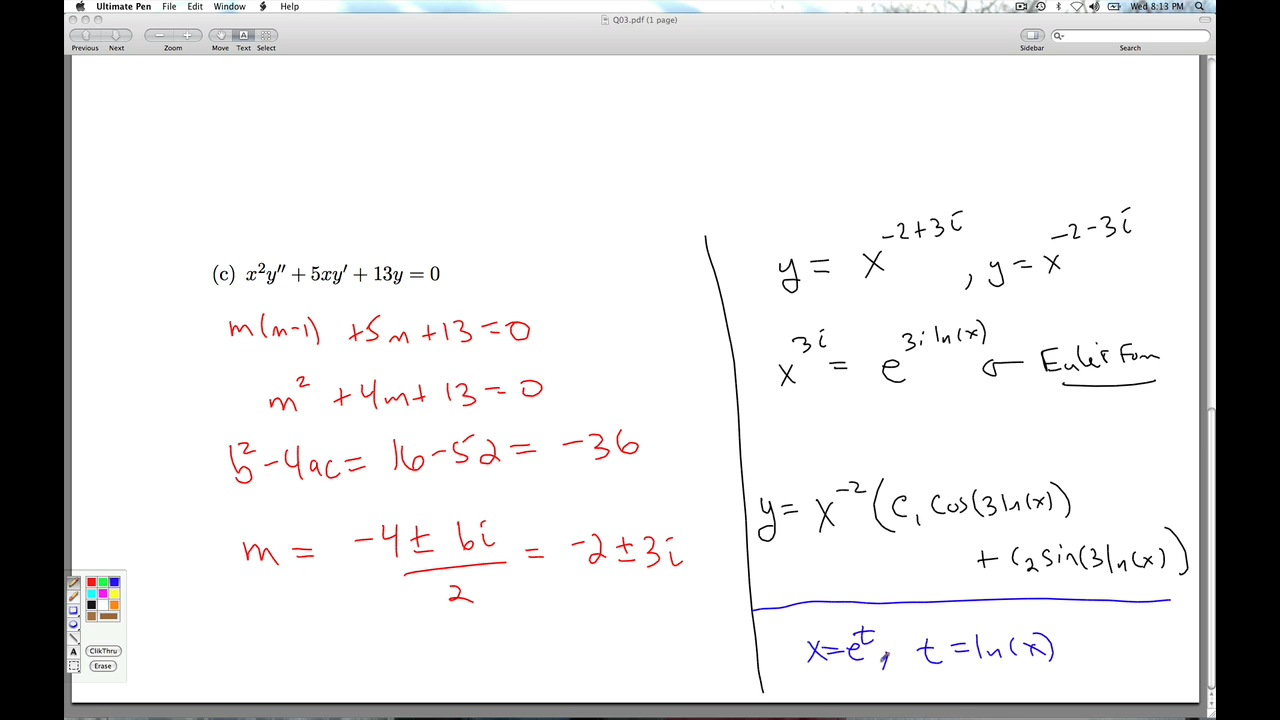 Ultimate Pen File Edit Window Help Wed 8:13 PM
Q03.pdf (1 page)
Previous Next Zoom Move Text Select Sidebar Search
(c) x²y″ + 5xy′ + 13y = 0
m(m-1) +5m+13=0
m² +4m+13=0
b²-4ac= 16-52= -36
m = (-4 ± 6i)/2 = -2±3i
y = x^(-2+3i), y = x^(-2-3i)
x^(3i) = e^(3i ln(x)) ← Euler's Form
y = x^(-2) (c₁ cos(3 ln(x))
+ c₂ sin(3 ln(x))
x=e^t, t=ln(x)
A
ClikThru
Erase